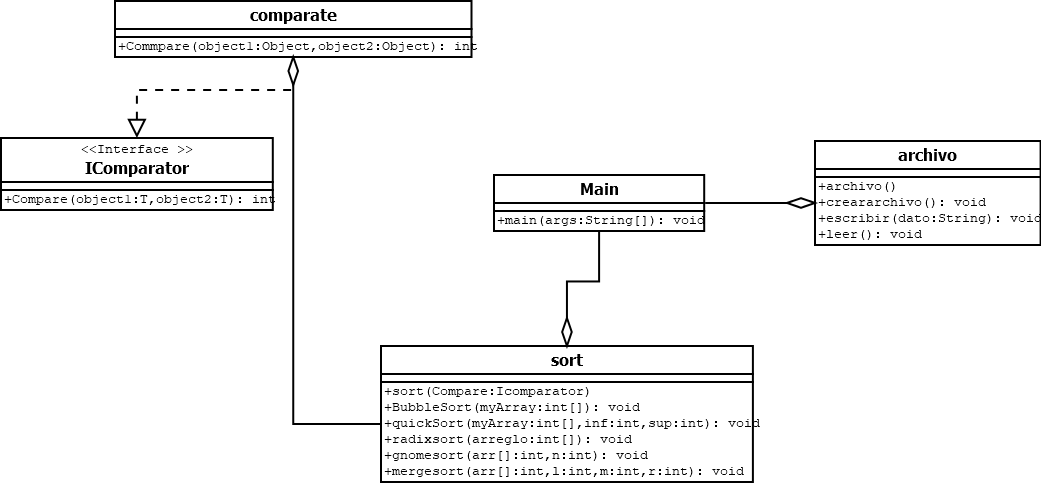 comparate
+Commpare(object1:Object,object2:Object): int
<<Interface >>
IComparator
+Compare(object1:T,object2:T): int
Main
+main(args:String[]): void
archivo
+archivo()
+creararchivo(): void
+escribir(dato:String): void
+leer(): void
sort
+sort(Compare:Icomparator)
+BubbleSort(myArray:int[]): void
+quickSort(myArray:int[],inf:int,sup:int): void
+radixsort(arreglo:int[]): void
+gnomesort(arr[]:int,n:int): void
+mergesort(arr[]:int,l:int,m:int,r:int): void